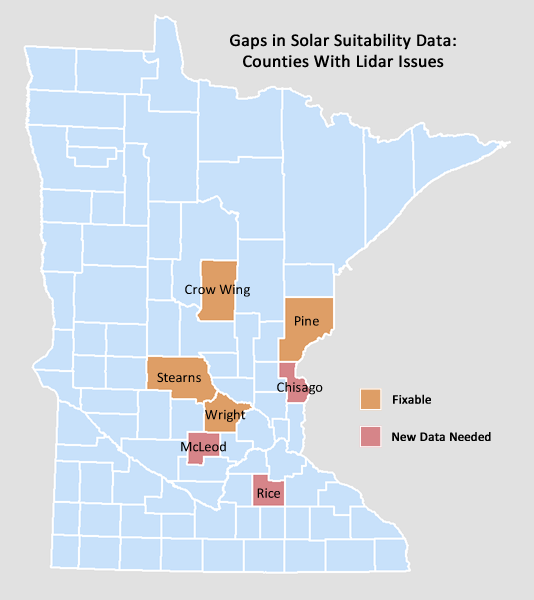 Gaps in Solar Suitability Data:
Counties With Lidar Issues
Crow Wing
Pine
Stearns
Chisago
Fixable
Wright
New Data Needed
McLeod
Rice